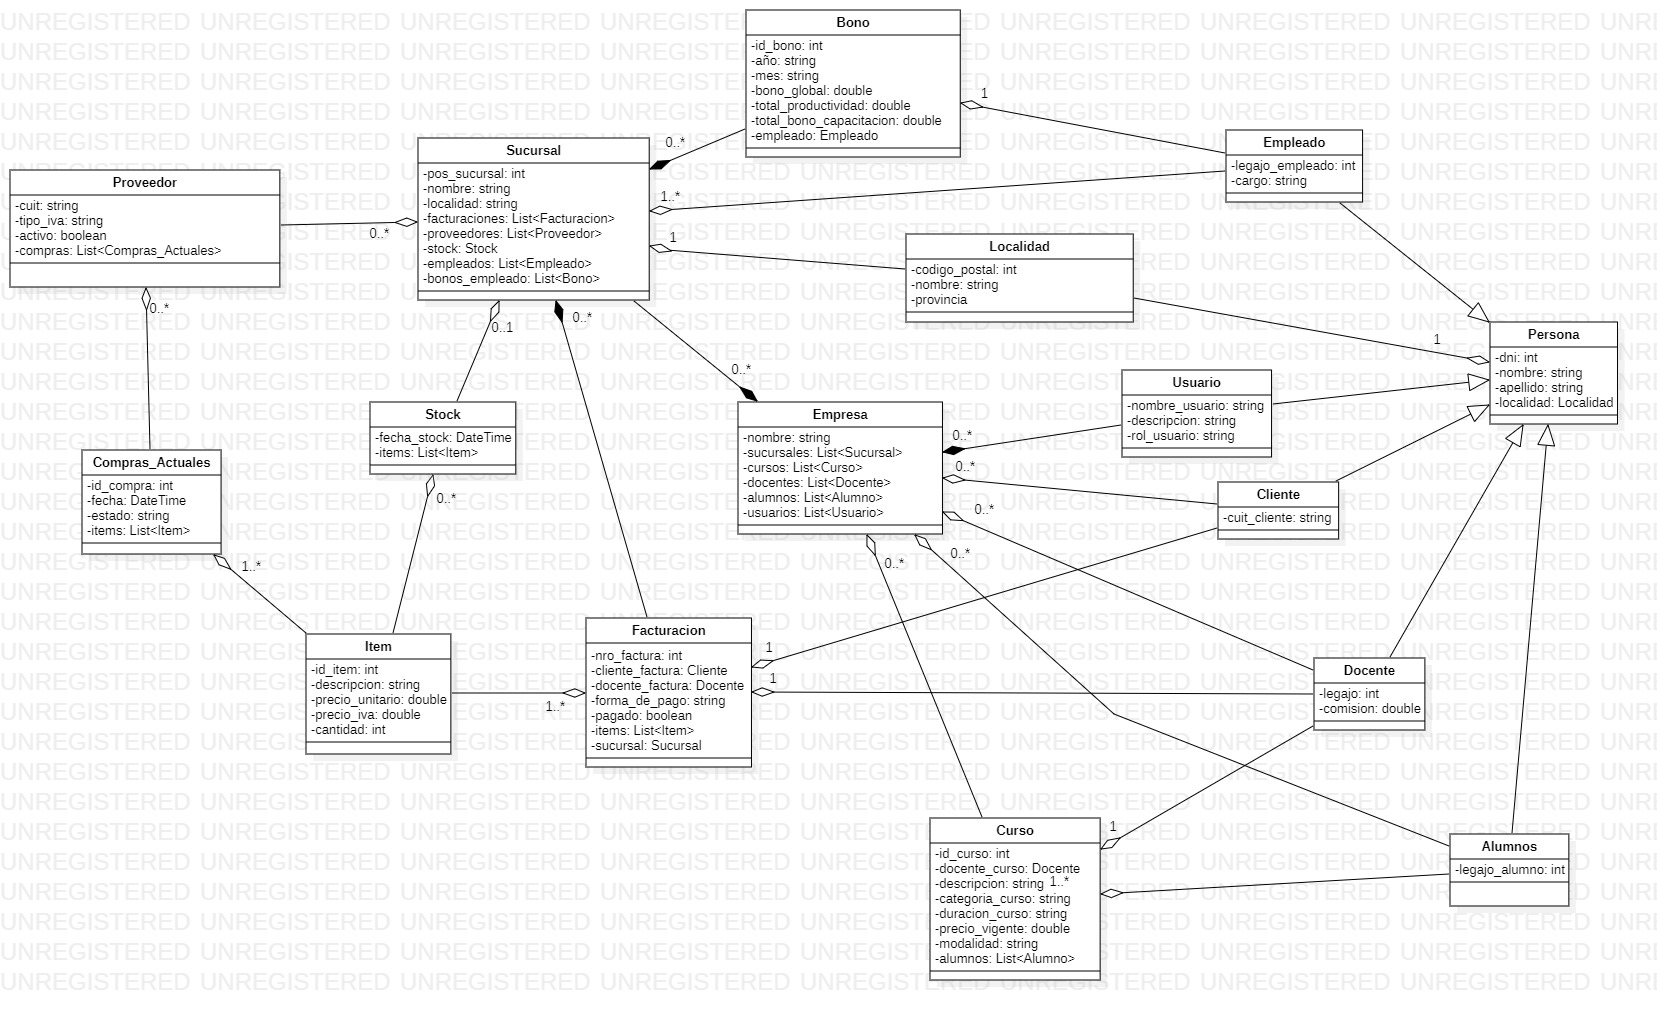 Bono
-id_bono: int
-año: string
-mes: string
-bono_global: double
-total_productividad: double
-total_bono_capacitacion: double
-empleado: Empleado
1
0..*
Empleado
-legajo_empleado: int
-cargo: string
Sucursal
-pos_sucursal: int
-nombre: string
-localidad: string
-facturaciones: List<Facturacion>
-proveedores: List<Proveedor>
-stock: Stock
-empleados: List<Empleado>
-bonos_empleado: List<Bono>
1..*
1
0..*
0..1
0..*
Proveedor
-cuit: string
-tipo_iva: string
-activo: boolean
-compras: List<Compras_Actuales>
0..*
Localidad
-codigo_postal: int
-nombre: string
-provincia
1
Persona
-dni: int
-nombre: string
-apellido: string
-localidad: Localidad
Usuario
-nombre_usuario: string
-descripcion: string
-rol_usuario: string
0..*
Empresa
-nombre: string
-sucursales: List<Sucursal>
-cursos: List<Curso>
-docentes: List<Docente>
-alumnos: List<Alumno>
-usuarios: List<Usuario>
0..*
0..*
0..*
0..*
0..*
Stock
-fecha_stock: DateTime
-items: List<Item>
0..*
Compras_Actuales
-id_compra: int
-fecha: DateTime
-estado: string
-items: List<Item>
1..*
Cliente
-cuit_cliente: string
Item
-id_item: int
-descripcion: string
-precio_unitario: double
-precio_iva: double
-cantidad: int
1..*
Facturacion
-nro_factura: int
-cliente_factura: Cliente
-docente_factura: Docente
-forma_de_pago: string
-pagado: boolean
-items: List<Item>
-sucursal: Sucursal
1
1
Docente
-legajo: int
-comision: double
Curso
-id_curso: int
-docente_curso: Docente
-descripcion: string
-categoria_curso: string
-duracion_curso: string
-precio_vigente: double
-modalidad: string
-alumnos: List<Alumno>
1
1..*
Alumnos
-legajo_alumno: int
UNREGISTERED